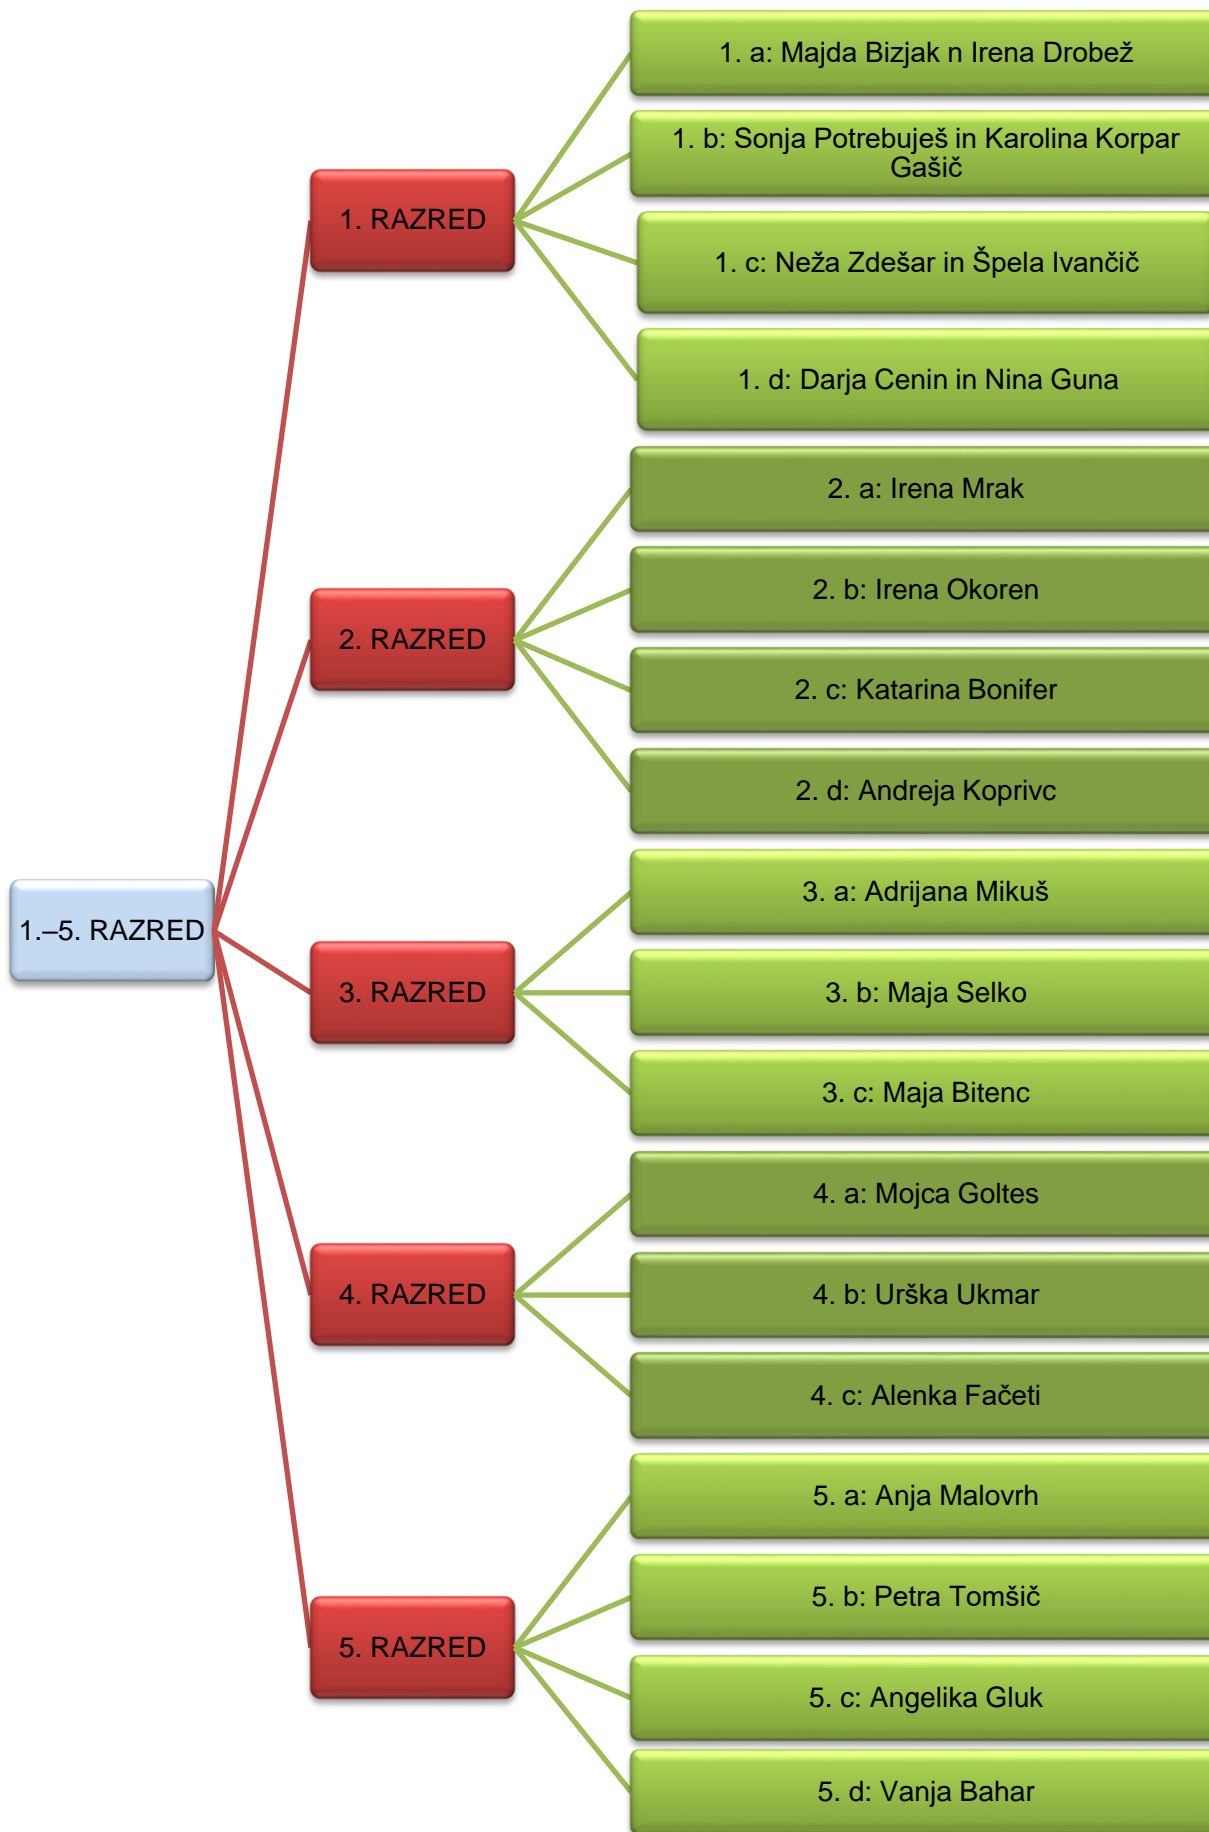 1.–5. RAZRED
1. RAZRED
1. a: Majda Bizjak n Irena Drobež
1. b: Sonja Potrebuješ in Karolina Korpar
Gašič
1. c: Neža Zdešar in Špela Ivančič
1. d: Darja Cenin in Nina Guna
2. RAZRED
2. a: Irena Mrak
2. b: Irena Okoren
2. c: Katarina Bonifer
2. d: Andreja Koprivc
3. RAZRED
3. a: Adrijana Mikuš
3. b: Maja Selko
3. c: Maja Bitenc
4. RAZRED
4. a: Mojca Goltes
4. b: Urška Ukmar
4. c: Alenka Fačeti
5. RAZRED
5. a: Anja Malovrh
5. b: Petra Tomšič
5. c: Angelika Gluk
5. d: Vanja Bahar